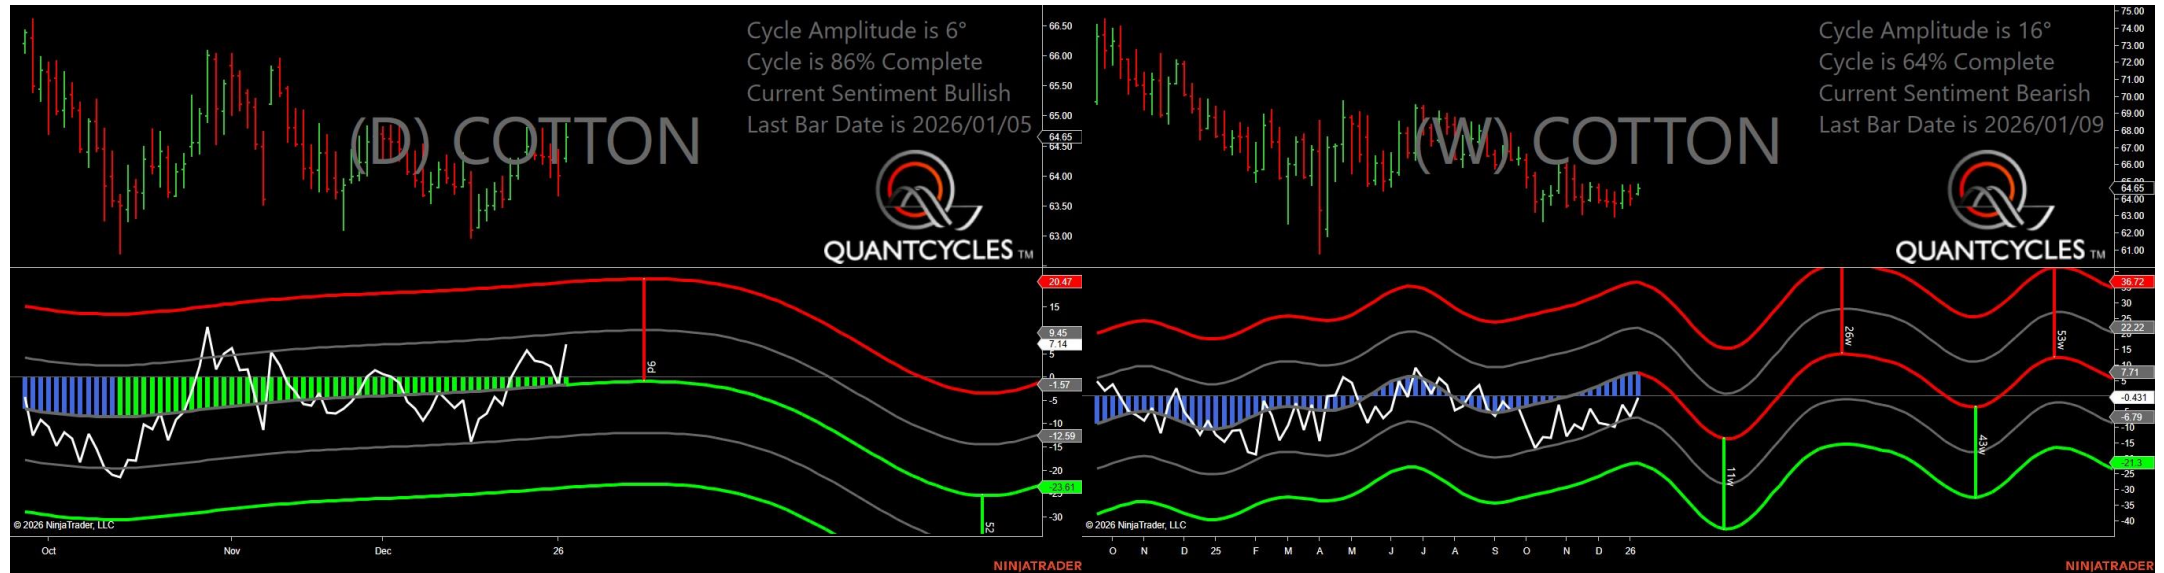 Cycle Amplitude is 6°
Cycle is 86% Complete
Current Sentiment Bullish
Last Bar Date is 2026/01/05
(D) COTTON
QUANTCYCLES TM
66.50
66.00
65.50
65.00
64.65
64.50
64.00
63.50
63.00
20.47
15
9.45
7.14
5
0
-1.57
-5
-10
-12.59
-15
-20
-23.61
-30
9d
52
© 2026 NinjaTrader, LLC
Oct Nov Dec 26
NINJATRADER
Cycle Amplitude is 16°
Cycle is 64% Complete
Current Sentiment Bearish
Last Bar Date is 2026/01/09
(W) COTTON
QUANTCYCLES TM
75.00
74.00
73.00
72.00
71.00
70.00
69.00
68.00
67.00
66.00
64.65
64.00
63.00
62.00
61.00
36.72
30
22.22
15
7.71
5
-0.431
-6.79
-10
-15
-21.3
-30
-35
-40
11w
26w
43w
53w
© 2026 NinjaTrader, LLC
O N D 25 F M A M J J A S O N D 26
NINJATRADER